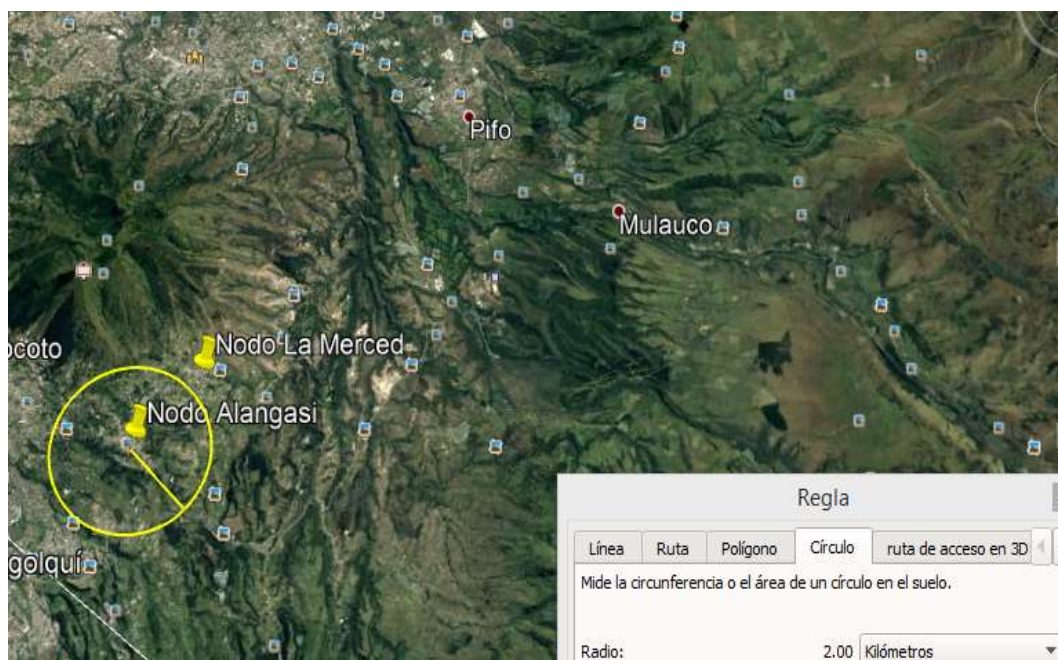 Pifo
Mulauco
Nodo La Merced
ocoto
Nodo Alangasi
golquí
Regla
Línea Ruta Polígono Círculo ruta de acceso en 3D
Mide la circunferencia o el área de un círculo en el suelo.
Radio: 2.00 Kilómetros